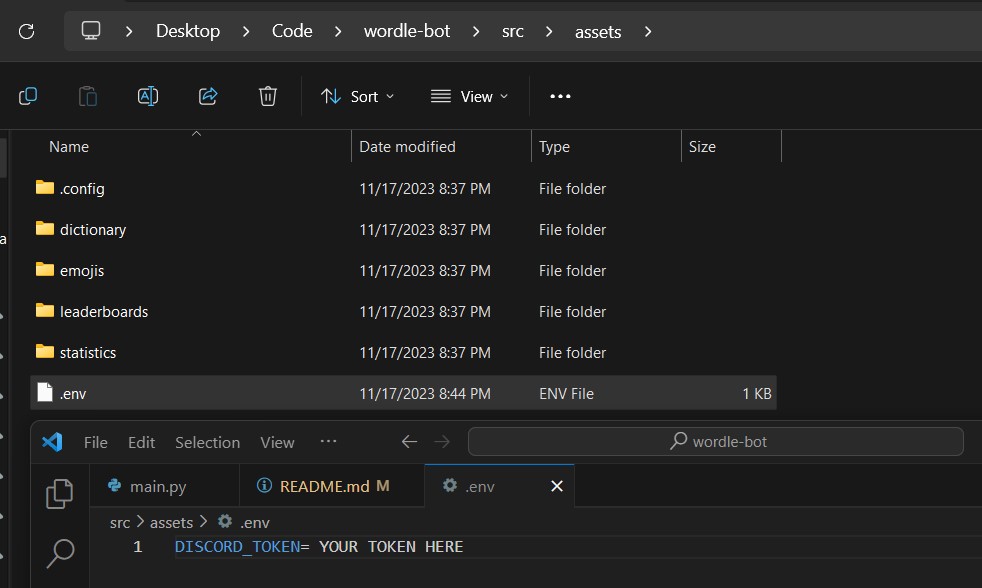 Desktop > Code > wordle-bot > src > assets >
Sort View ...
Name Date modified Type Size
.config 11/17/2023 8:37 PM File folder
dictionary 11/17/2023 8:37 PM File folder
emojis 11/17/2023 8:37 PM File folder
leaderboards 11/17/2023 8:37 PM File folder
statistics 11/17/2023 8:37 PM File folder
.env 11/17/2023 8:44 PM ENV File 1 KB
File Edit Selection View ... wordle-bot
main.py README.md M .env
src > assets > .env
1 DISCORD_TOKEN= YOUR TOKEN HERE